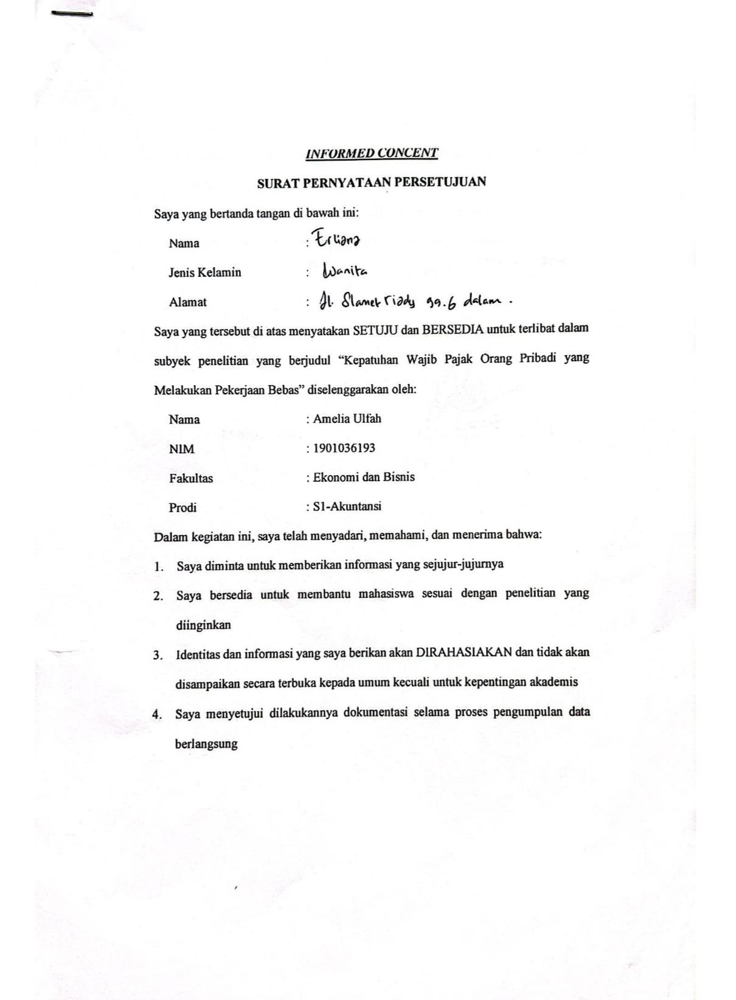 INFORMED CONCENT
SURAT PERNYATAAN PERSETUJUAN
Saya yang bertanda tangan di bawah ini:
Nama : Erliana
Jenis Kelamin : Wanita
Alamat : Jl. Slamet riady gg.6 dalam.
Saya yang tersebut di atas menyatakan SETUJU dan BERSEDIA untuk terlibat dalam
subyek penelitian yang berjudul “Kepatuhan Wajib Pajak Orang Pribadi yang
Melakukan Pekerjaan Bebas” diselenggarakan oleh:
Nama : Amelia Ulfah
NIM : 1901036193
Fakultas : Ekonomi dan Bisnis
Prodi : S1-Akuntansi
Dalam kegiatan ini, saya telah menyadari, memahami, dan menerima bahwa:
1. Saya diminta untuk memberikan informasi yang sejujur-jujurnya
2. Saya bersedia untuk membantu mahasiswa sesuai dengan penelitian yang
diinginkan
3. Identitas dan informasi yang saya berikan akan DIRAHASIAKAN dan tidak akan
disampaikan secara terbuka kepada umum kecuali untuk kepentingan akademis
4. Saya menyetujui dilakukannya dokumentasi selama proses pengumpulan data
berlangsung